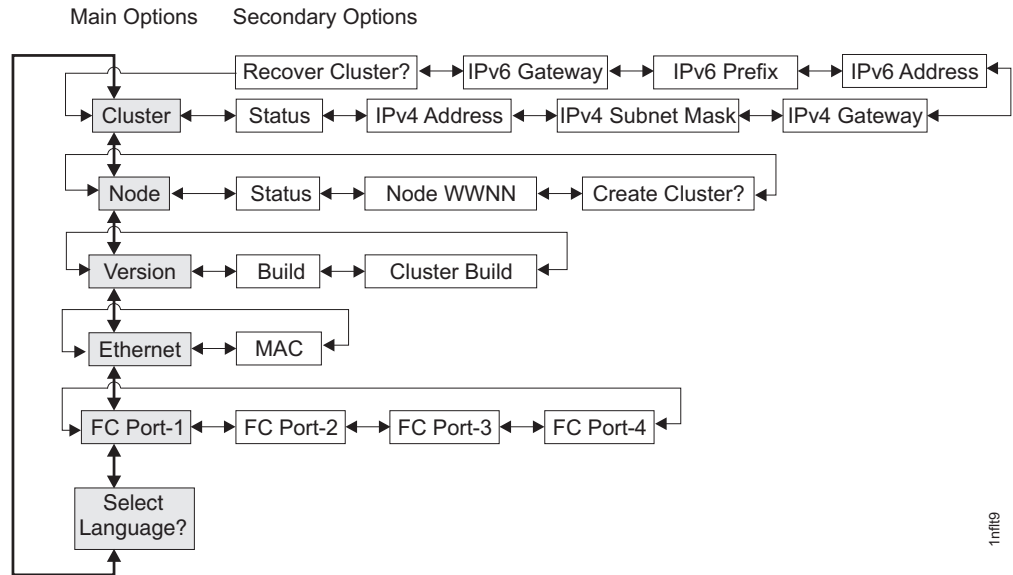 Main Options Secondary Options
Recover Cluster? IPv6 Gateway IPv6 Prefix IPv6 Address
Cluster Status IPv4 Address IPv4 Subnet Mask IPv4 Gateway
Node Status Node WWNN Create Cluster?
Version Build Cluster Build
Ethernet MAC
FC Port-1 FC Port-2 FC Port-3 FC Port-4
Select
Language?
1nflt9